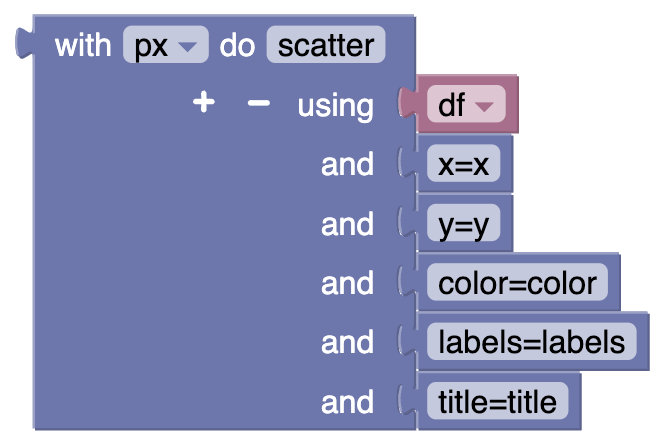 with px do scatter
+ - using df
and x=x
and y=y
and color=color
and labels=labels
and title=title